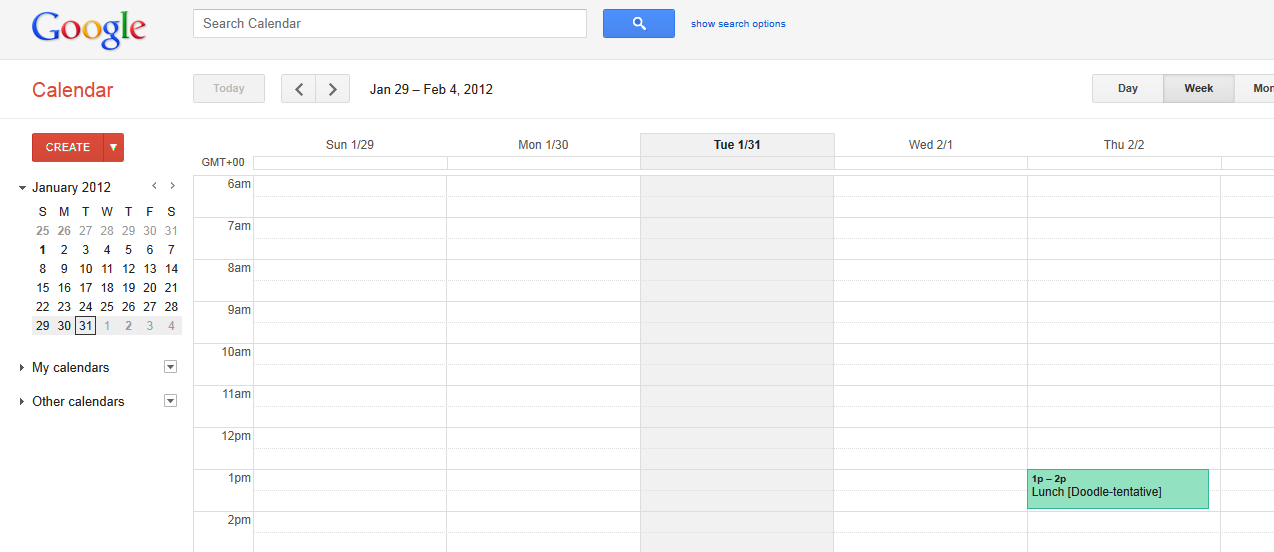 Google
Search Calendar
show search options
Calendar
Today
Jan 29 – Feb 4, 2012
Day
Week
Mon
CREATE
January 2012
S M T W T F S
25 26 27 28 29 30 31
1 2 3 4 5 6 7
8 9 10 11 12 13 14
15 16 17 18 19 20 21
22 23 24 25 26 27 28
29 30 31 1 2 3 4
My calendars
Other calendars
Sun 1/29
Mon 1/30
Tue 1/31
Wed 2/1
Thu 2/2
GMT+00
6am
7am
8am
9am
10am
11am
12pm
1pm
2pm
1p – 2p
Lunch [Doodle-tentative]